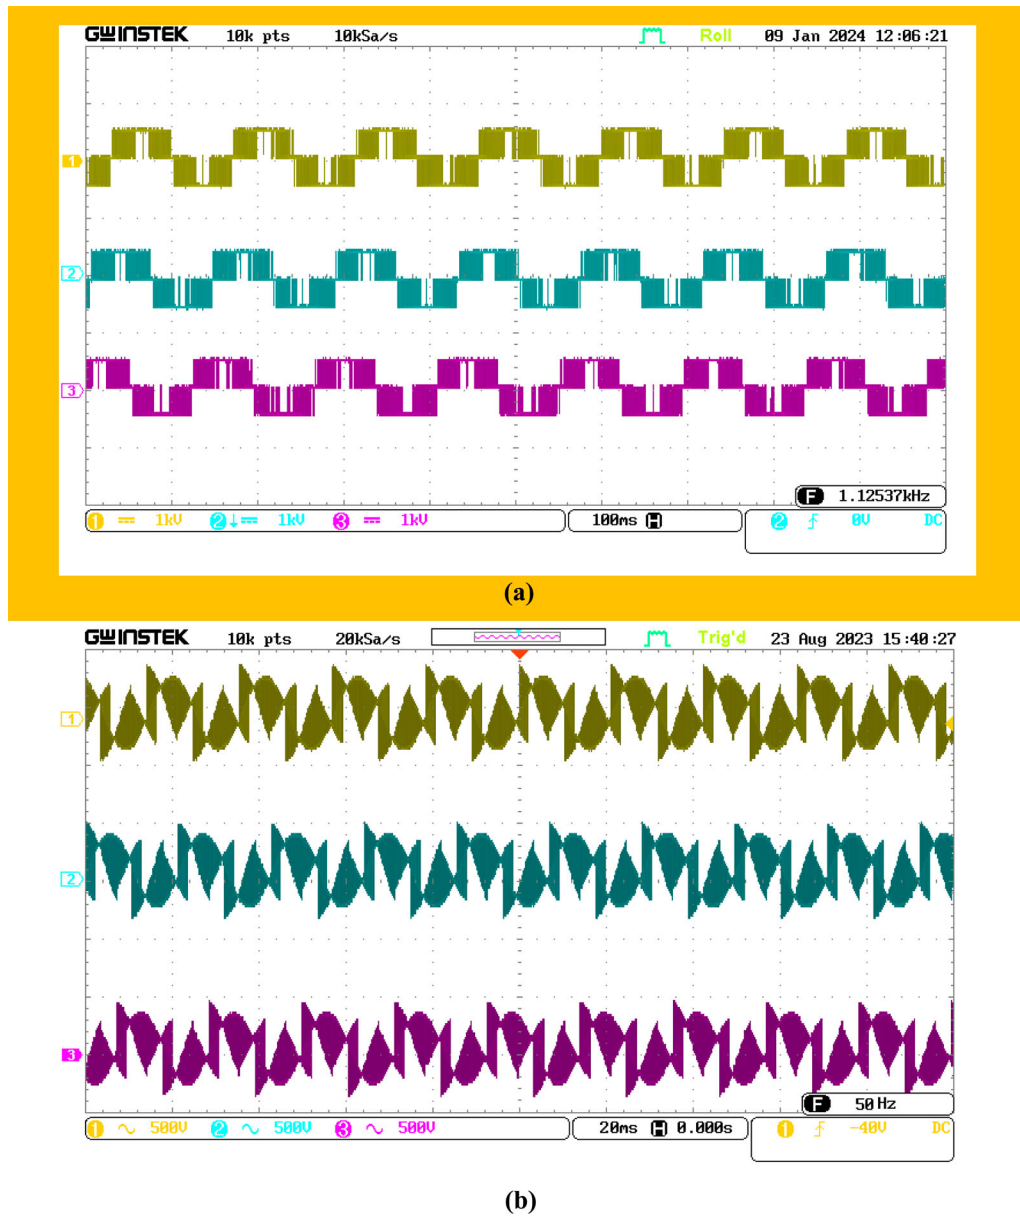 GWINSTEK 10k pts 10kSa/s Roll 09 Jan 2024 12:06:21
1
2
3
F 1.12537kHz
1 1kV 2 1kV 3 1kV 100ms H 2 0V DC
(a)
GWINSTEK 10k pts 20kSa/s Trig'd 23 Aug 2023 15:40:27
1
2
3
F 50Hz
1 500V 2 500V 3 500V 20ms H 0.000s 1 -40V DC
(b)